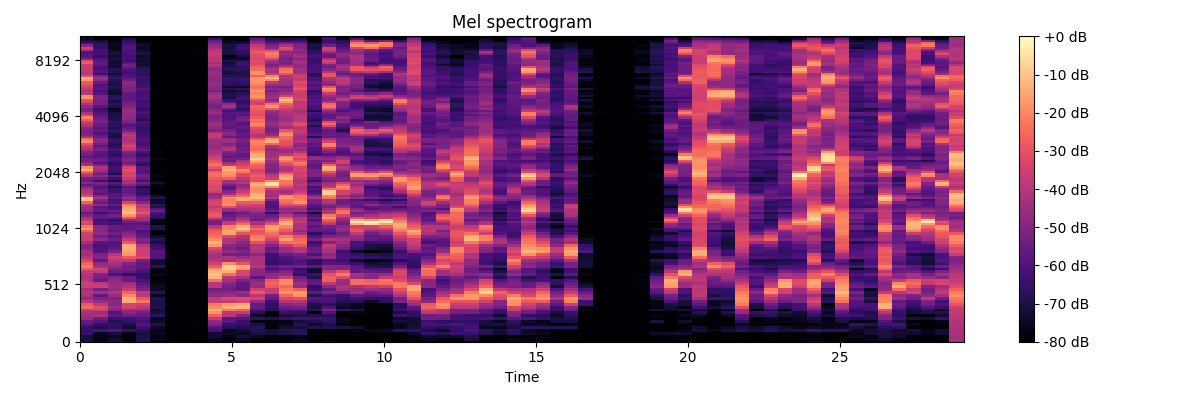 Mel spectrogram
8192
4096
2048
1024
512
0
Hz
0 5 10 15 20 25
Time
+0 dB
-10 dB
-20 dB
-30 dB
-40 dB
-50 dB
-60 dB
-70 dB
-80 dB